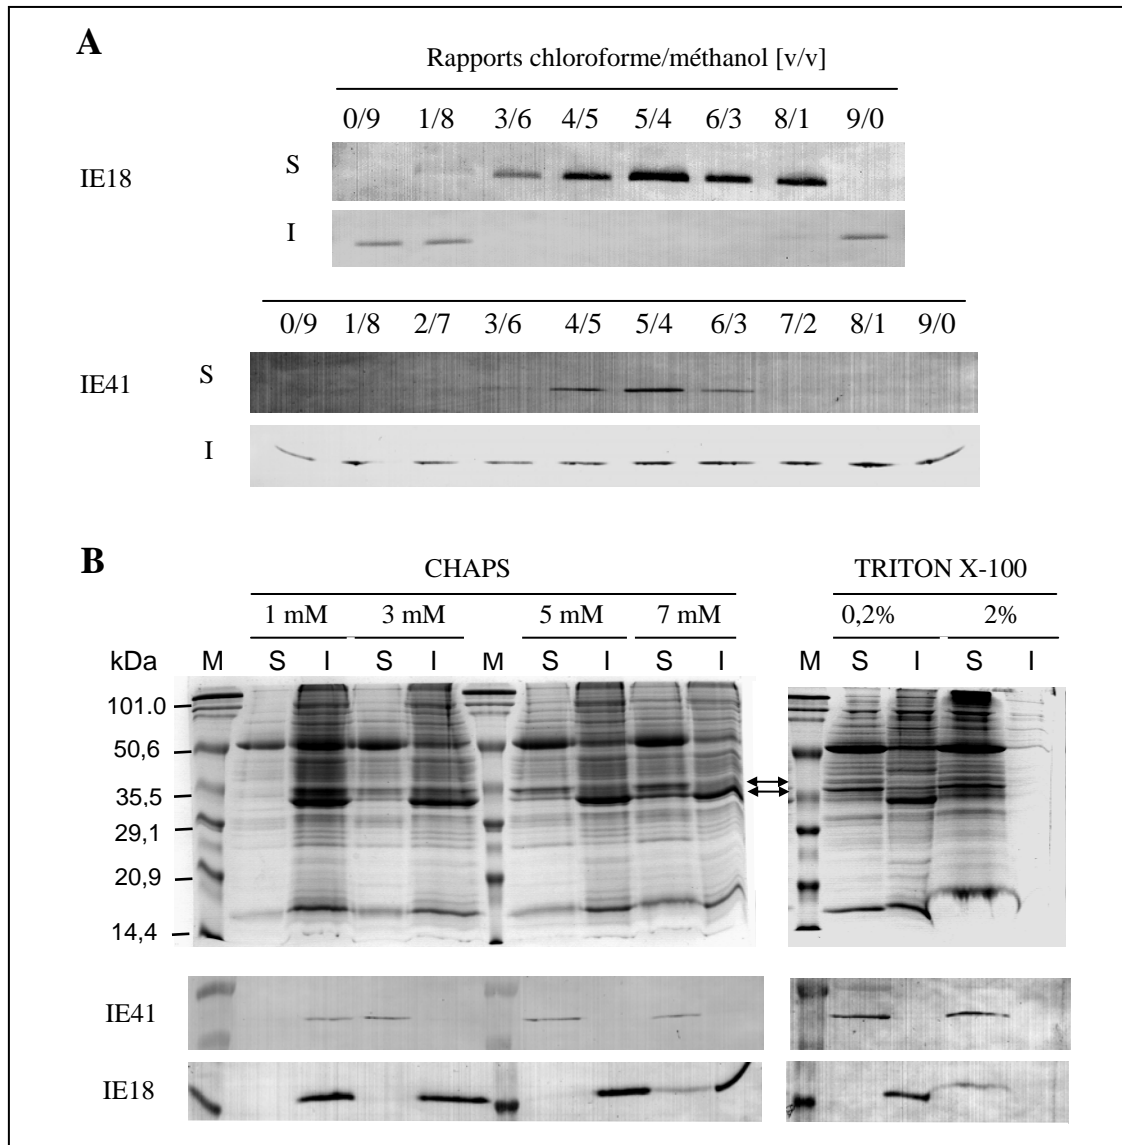 A
Rapports chloroforme/méthanol [v/v]
0/9 1/8 3/6 4/5 5/4 6/3 8/1 9/0
IE18 S
I
0/9 1/8 2/7 3/6 4/5 5/4 6/3 7/2 8/1 9/0
IE41 S
I
B
CHAPS TRITON X-100
1 mM 3 mM 5 mM 7 mM 0,2% 2%
kDa M S I S I M S I S I M S I S I
101.0
50,6
35,5
29,1
20,9
14,4
IE41
IE18